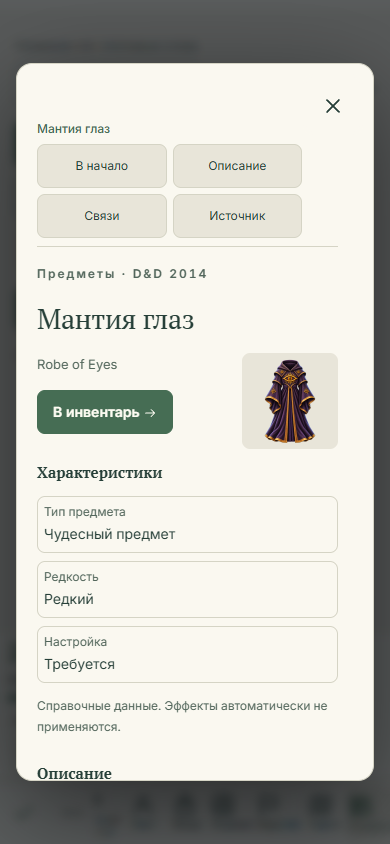 Мантия глаз
В начало
Описание
Связи
Источник
Предметы · D&D 2014
Мантия глаз
Robe of Eyes
В инвентарь →
Характеристики
Тип предмета
Чудесный предмет
Редкость
Редкий
Настройка
Требуется
Справочные данные. Эффекты автоматически не
применяются.
Описание